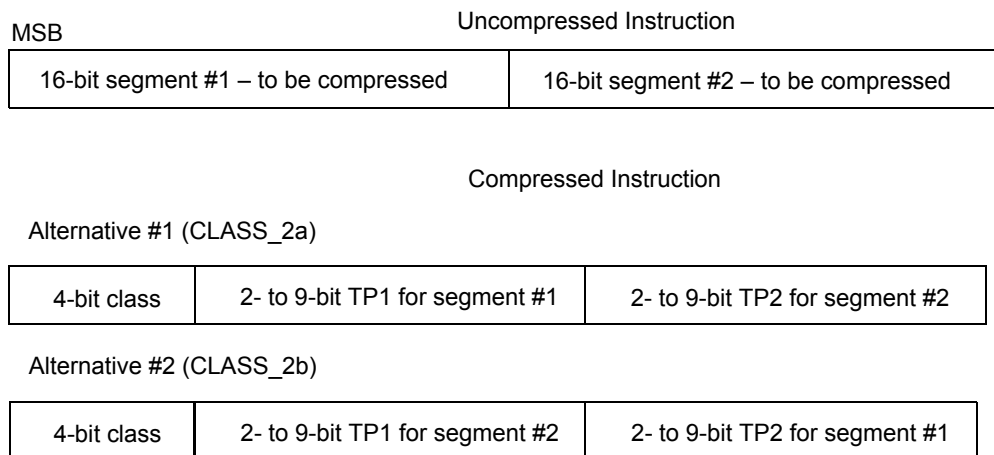 Uncompressed Instruction
MSB
16-bit segment #1 – to be compressed
16-bit segment #2 – to be compressed
Compressed Instruction
Alternative #1 (CLASS_2a)
4-bit class
2- to 9-bit TP1 for segment #1
2- to 9-bit TP2 for segment #2
Alternative #2 (CLASS_2b)
4-bit class
2- to 9-bit TP1 for segment #2
2- to 9-bit TP2 for segment #1